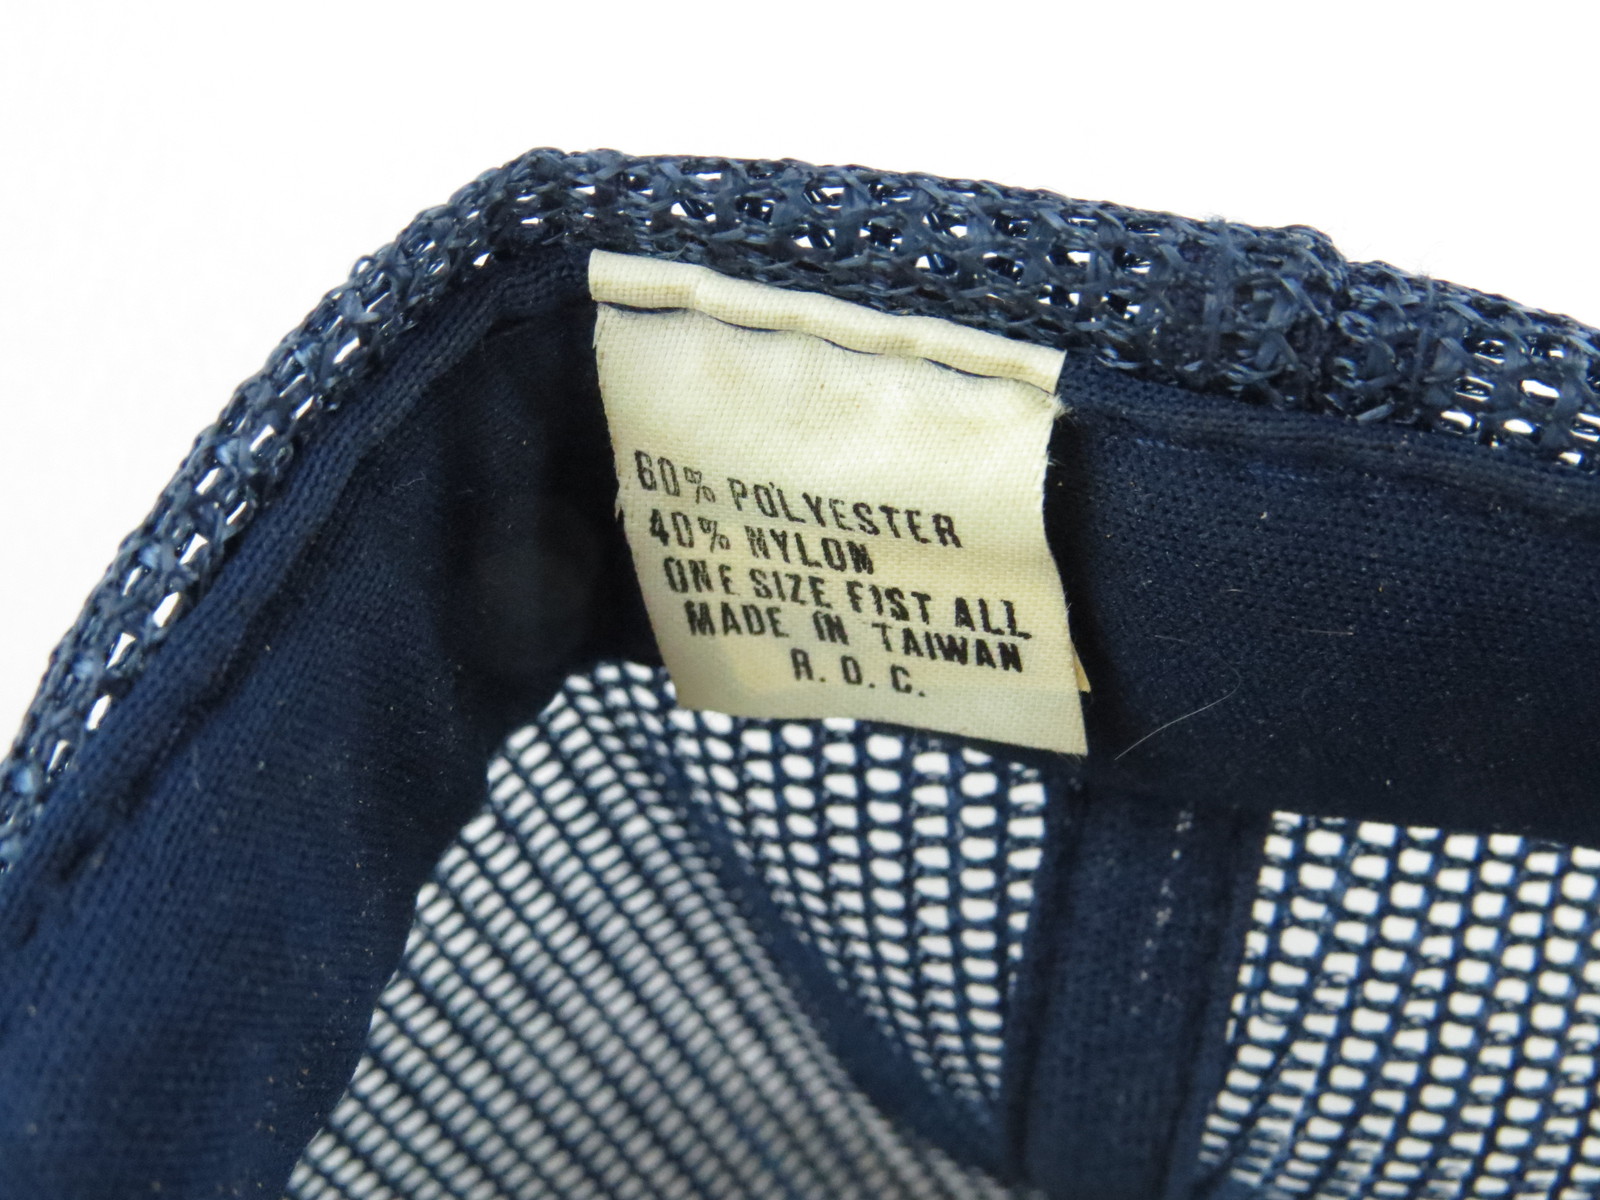 60% POLYESTER
40% NYLON
ONE SIZE FIST ALL
MADE IN TAIWAN
R. O. C.